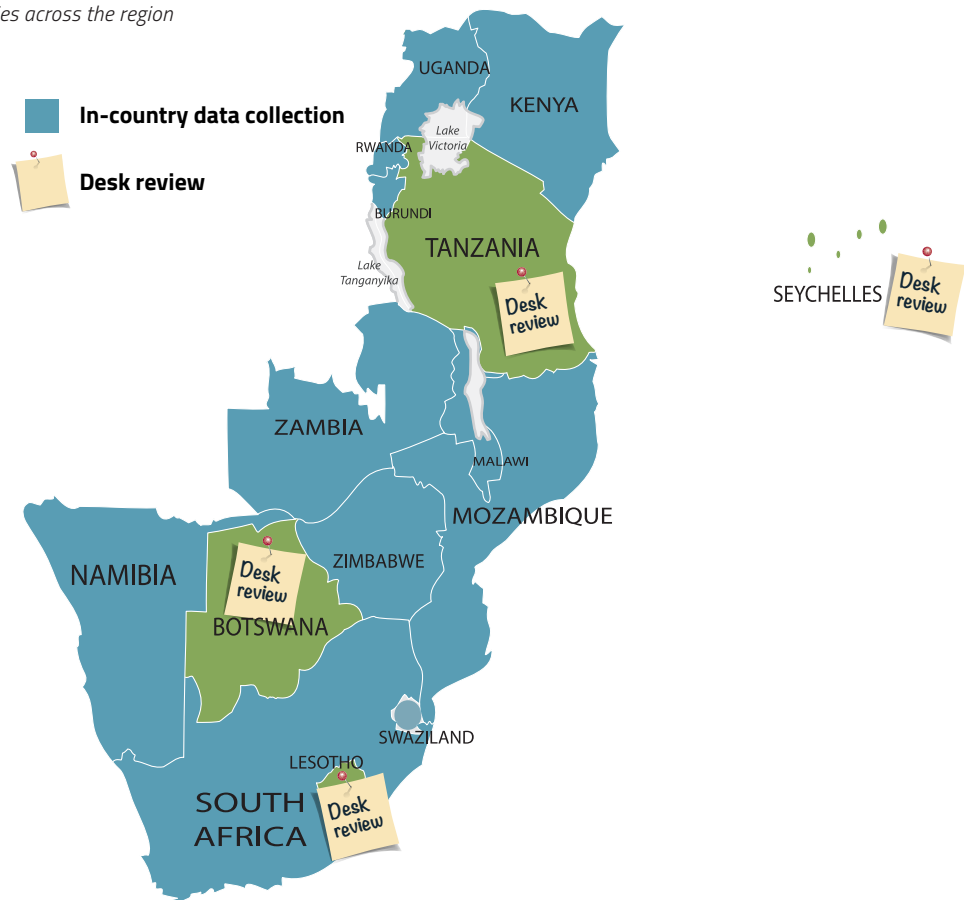 es across the region
In-country data collection
Desk review
UGANDA
KENYA
Lake
Victoria
RWANDA
BURUNDI
TANZANIA
Lake
Tanganyika
Desk
review
SEYCHELLES
Desk
review
ZAMBIA
MALAWI
MOZAMBIQUE
NAMIBIA
ZIMBABWE
Desk
review
BOTSWANA
SWAZILAND
LESOTHO
SOUTH
AFRICA
Desk
review